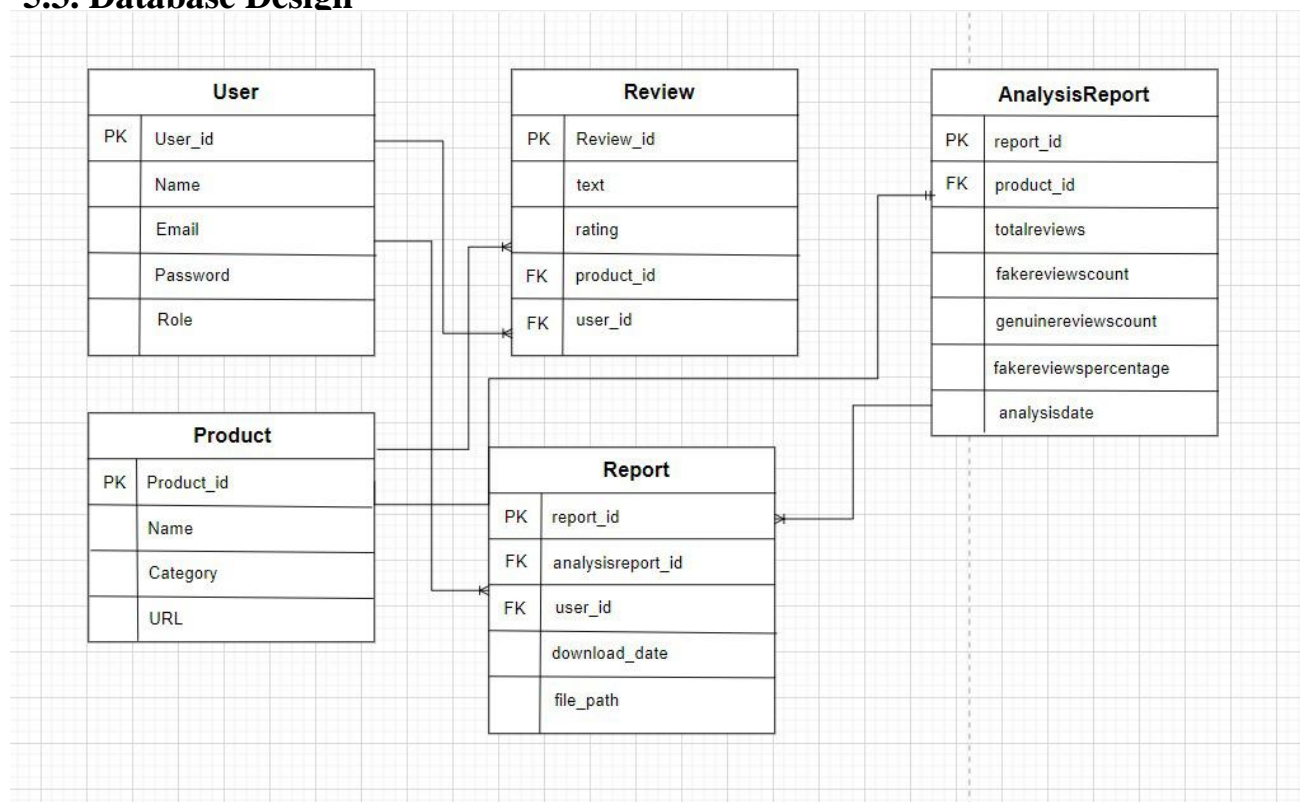 5.3. Database Design
User
PK User_id
Name
Email
Password
Role
Review
PK Review_id
text
rating
FK product_id
FK user_id
AnalysisReport
PK report_id
FK product_id
totalreviews
fakereviewscount
genuinereviewscount
fakereviewspercentage
analysisdate
Product
PK Product_id
Name
Category
URL
Report
PK report_id
FK analysisreport_id
FK user_id
download_date
file_path